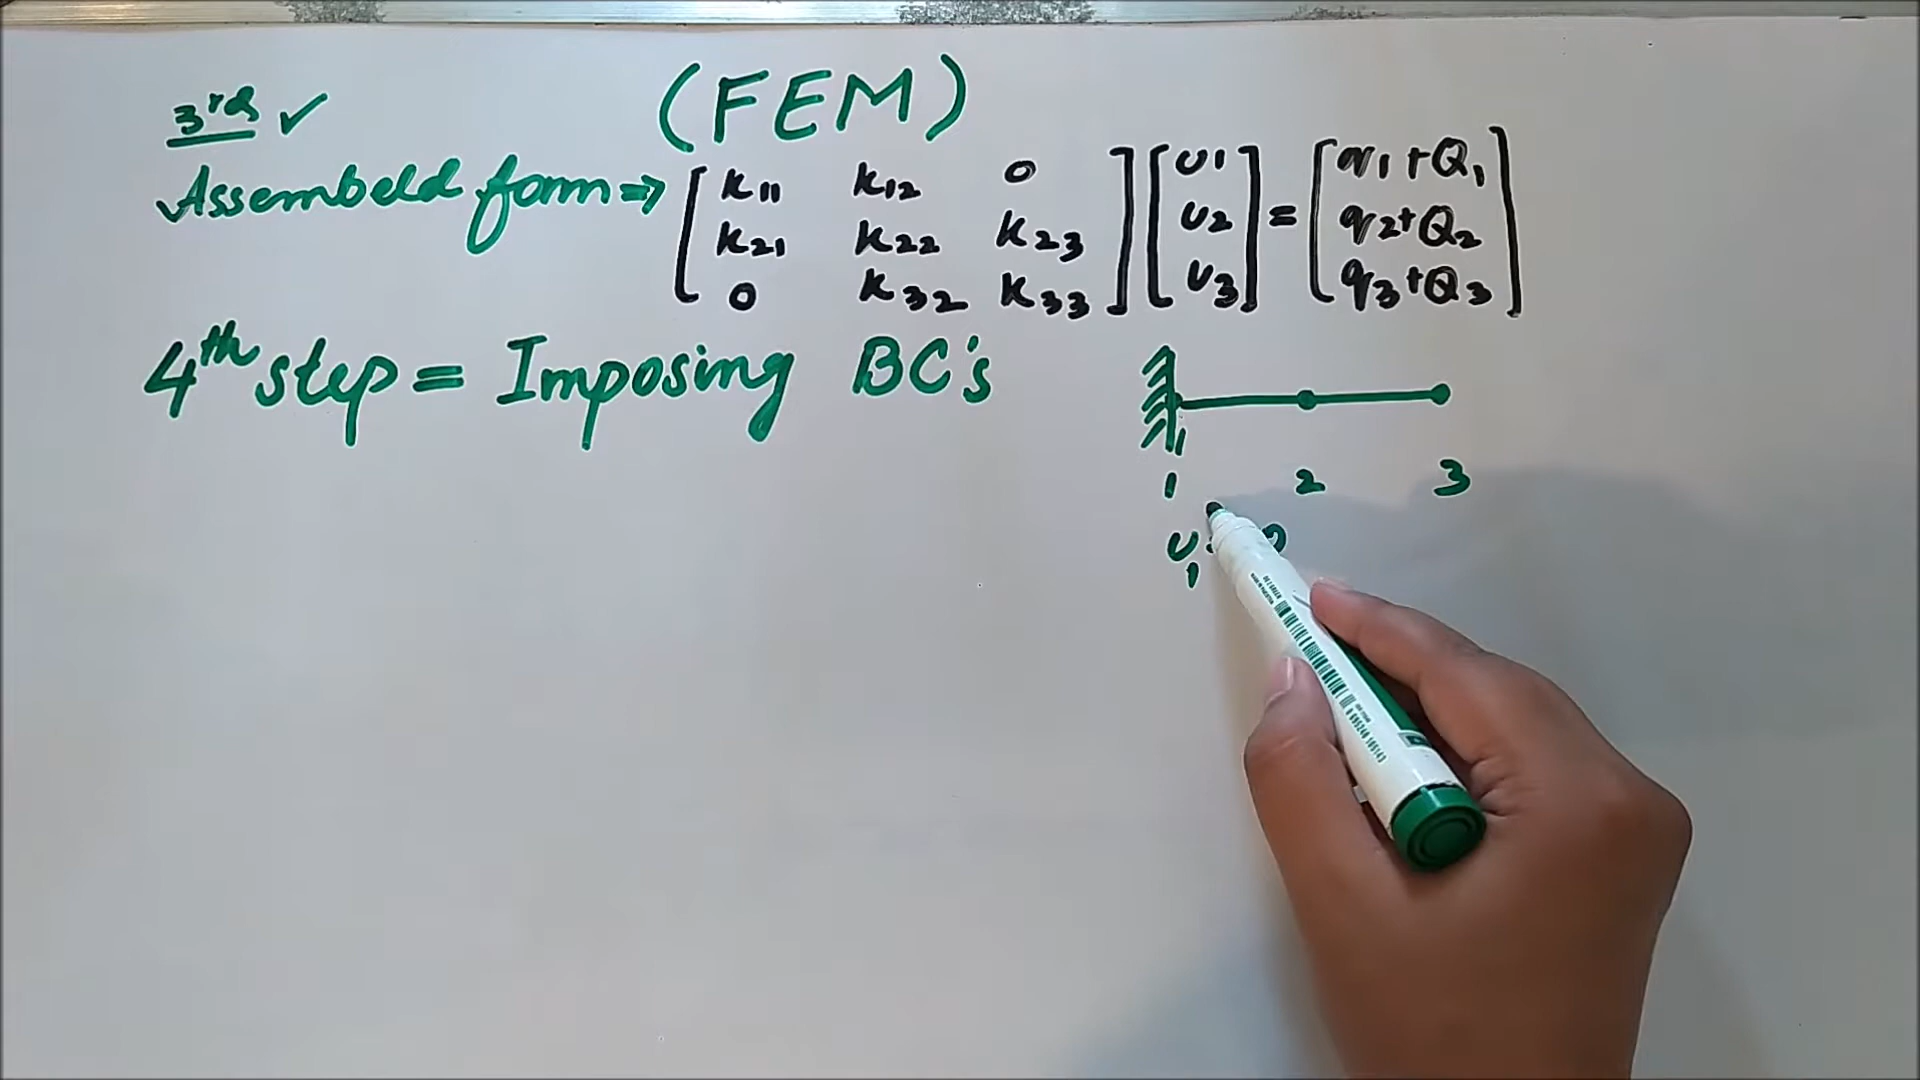 (FEM)
3rd ✓
Assembeld form ⇒ [ K11 K12 0 ] [ U1 ] = [ q1+Q1 ]
[ K21 K22 K23 ] [ U2 ] [ q2+Q2 ]
[ 0 K32 K33 ] [ U3 ] [ q3+Q3 ]
4th step = Imposing BC's
1 2 3
U1 = 0